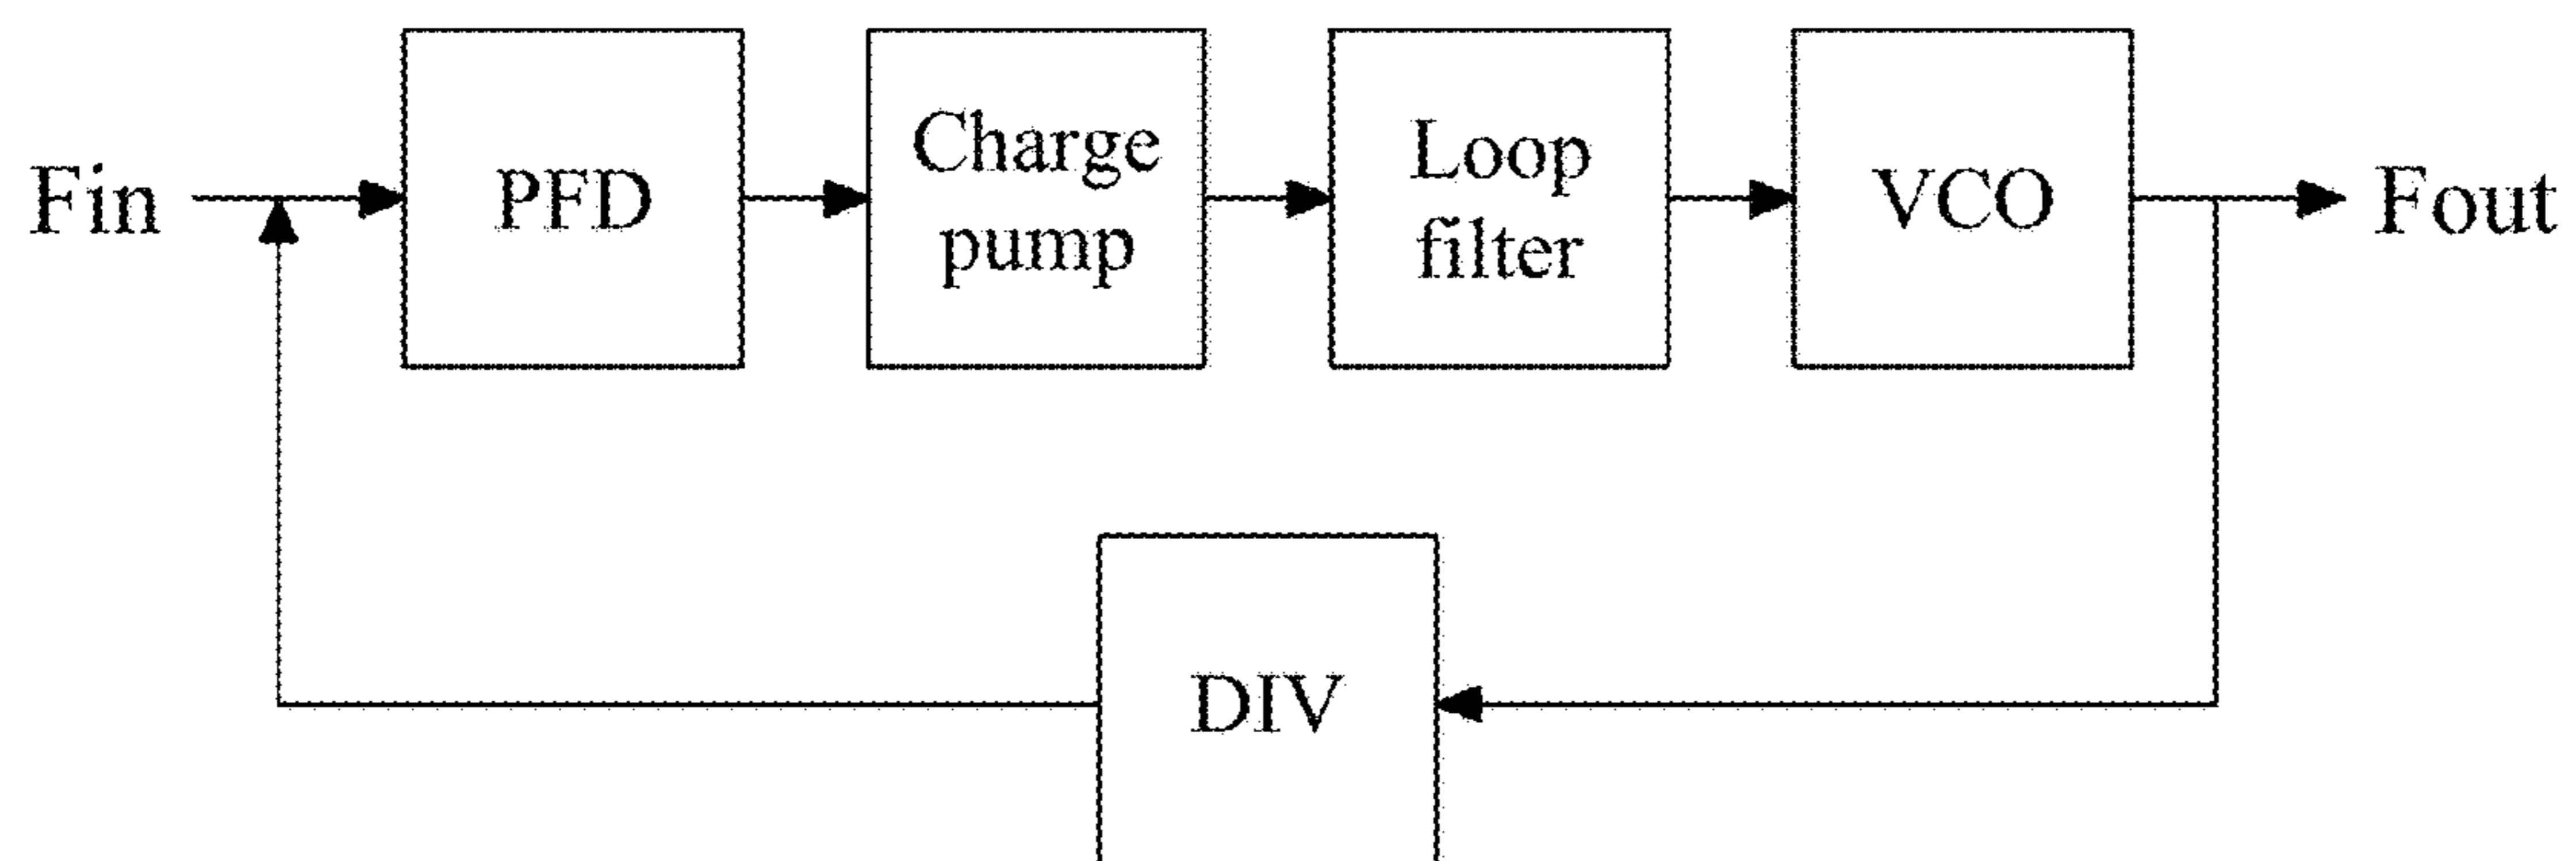 Fin
PFD
Charge
pump
Loop
filter
VCO
Fout
DIV